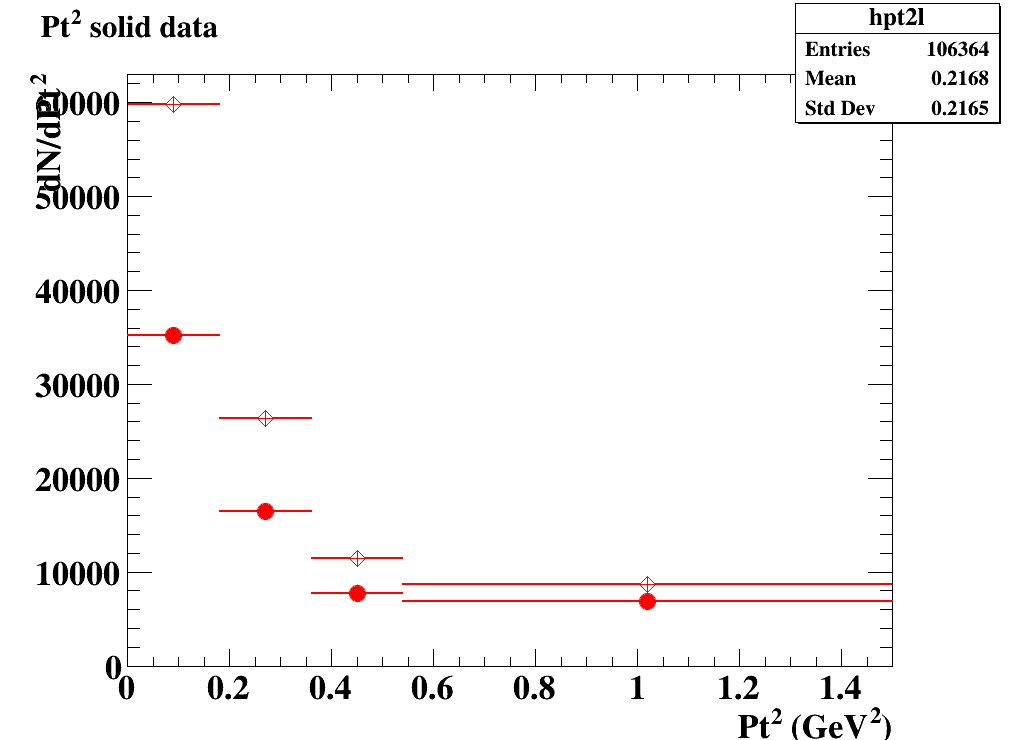 Pt² solid data
hpt2l
Entries 106364
Mean 0.2168
Std Dev 0.2165
dN/dPt²
60000
50000
40000
30000
20000
10000
0
0 0.2 0.4 0.6 0.8 1 1.2 1.4
Pt² (GeV²)